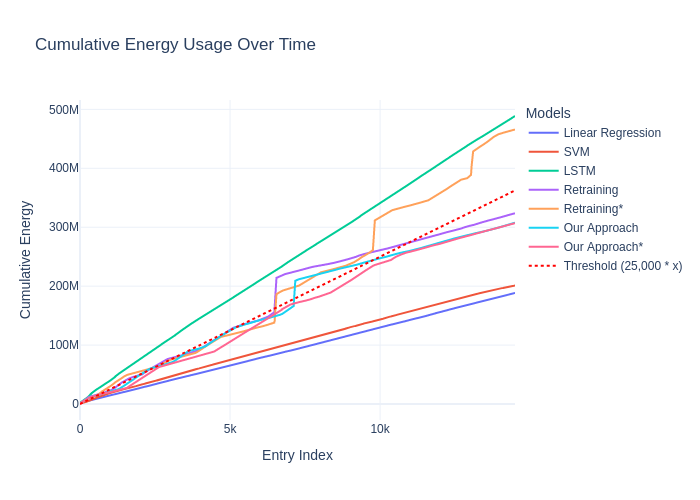 Cumulative Energy Usage Over Time
Models
Linear Regression
SVM
LSTM
Retraining
Retraining*
Our Approach
Our Approach*
Threshold (25,000 * x)
Cumulative Energy
500M
400M
300M
200M
100M
0
0
5k
10k
Entry Index